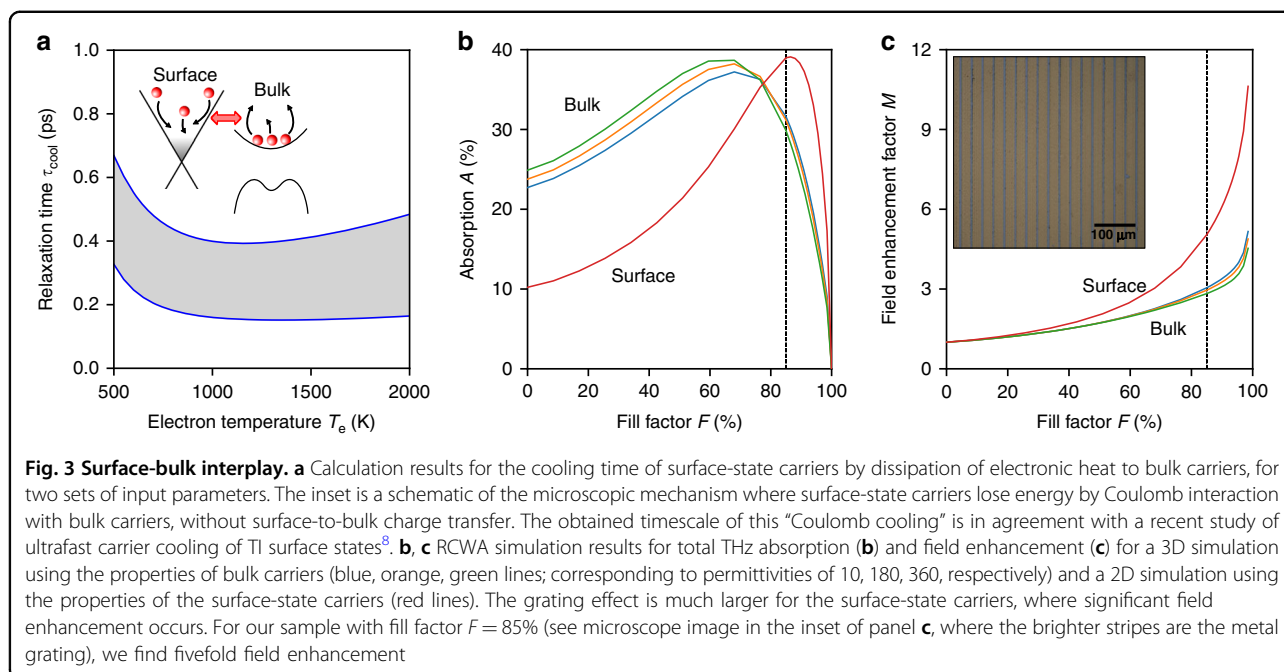 a
1.0
0.8
0.6
0.4
0.2
0.0
Relaxation time τcool (ps)
Surface
Bulk
500
1000
1500
2000
Electron temperature Te (K)
b
40
30
20
10
0
Absorption A (%)
Bulk
Surface
0
20
40
60
80
100
Fill factor F (%)
c
12
9
6
3
0
Field enhancement factor M
100 μm
Surface
Bulk
0
20
40
60
80
100
Fill factor F (%)
Fig. 3 Surface-bulk interplay. a Calculation results for the cooling time of surface-state carriers by dissipation of electronic heat to bulk carriers, for
two sets of input parameters. The inset is a schematic of the microscopic mechanism where surface-state carriers lose energy by Coulomb interaction
with bulk carriers, without surface-to-bulk charge transfer. The obtained timescale of this “Coulomb cooling” is in agreement with a recent study of
ultrafast carrier cooling of TI surface states8. b, c RCWA simulation results for total THz absorption (b) and field enhancement (c) for a 3D simulation
using the properties of bulk carriers (blue, orange, green lines; corresponding to permittivities of 10, 180, 360, respectively) and a 2D simulation using
the properties of the surface-state carriers (red lines). The grating effect is much larger for the surface-state carriers, where significant field
enhancement occurs. For our sample with fill factor F = 85% (see microscope image in the inset of panel c, where the brighter stripes are the metal
grating), we find fivefold field enhancement